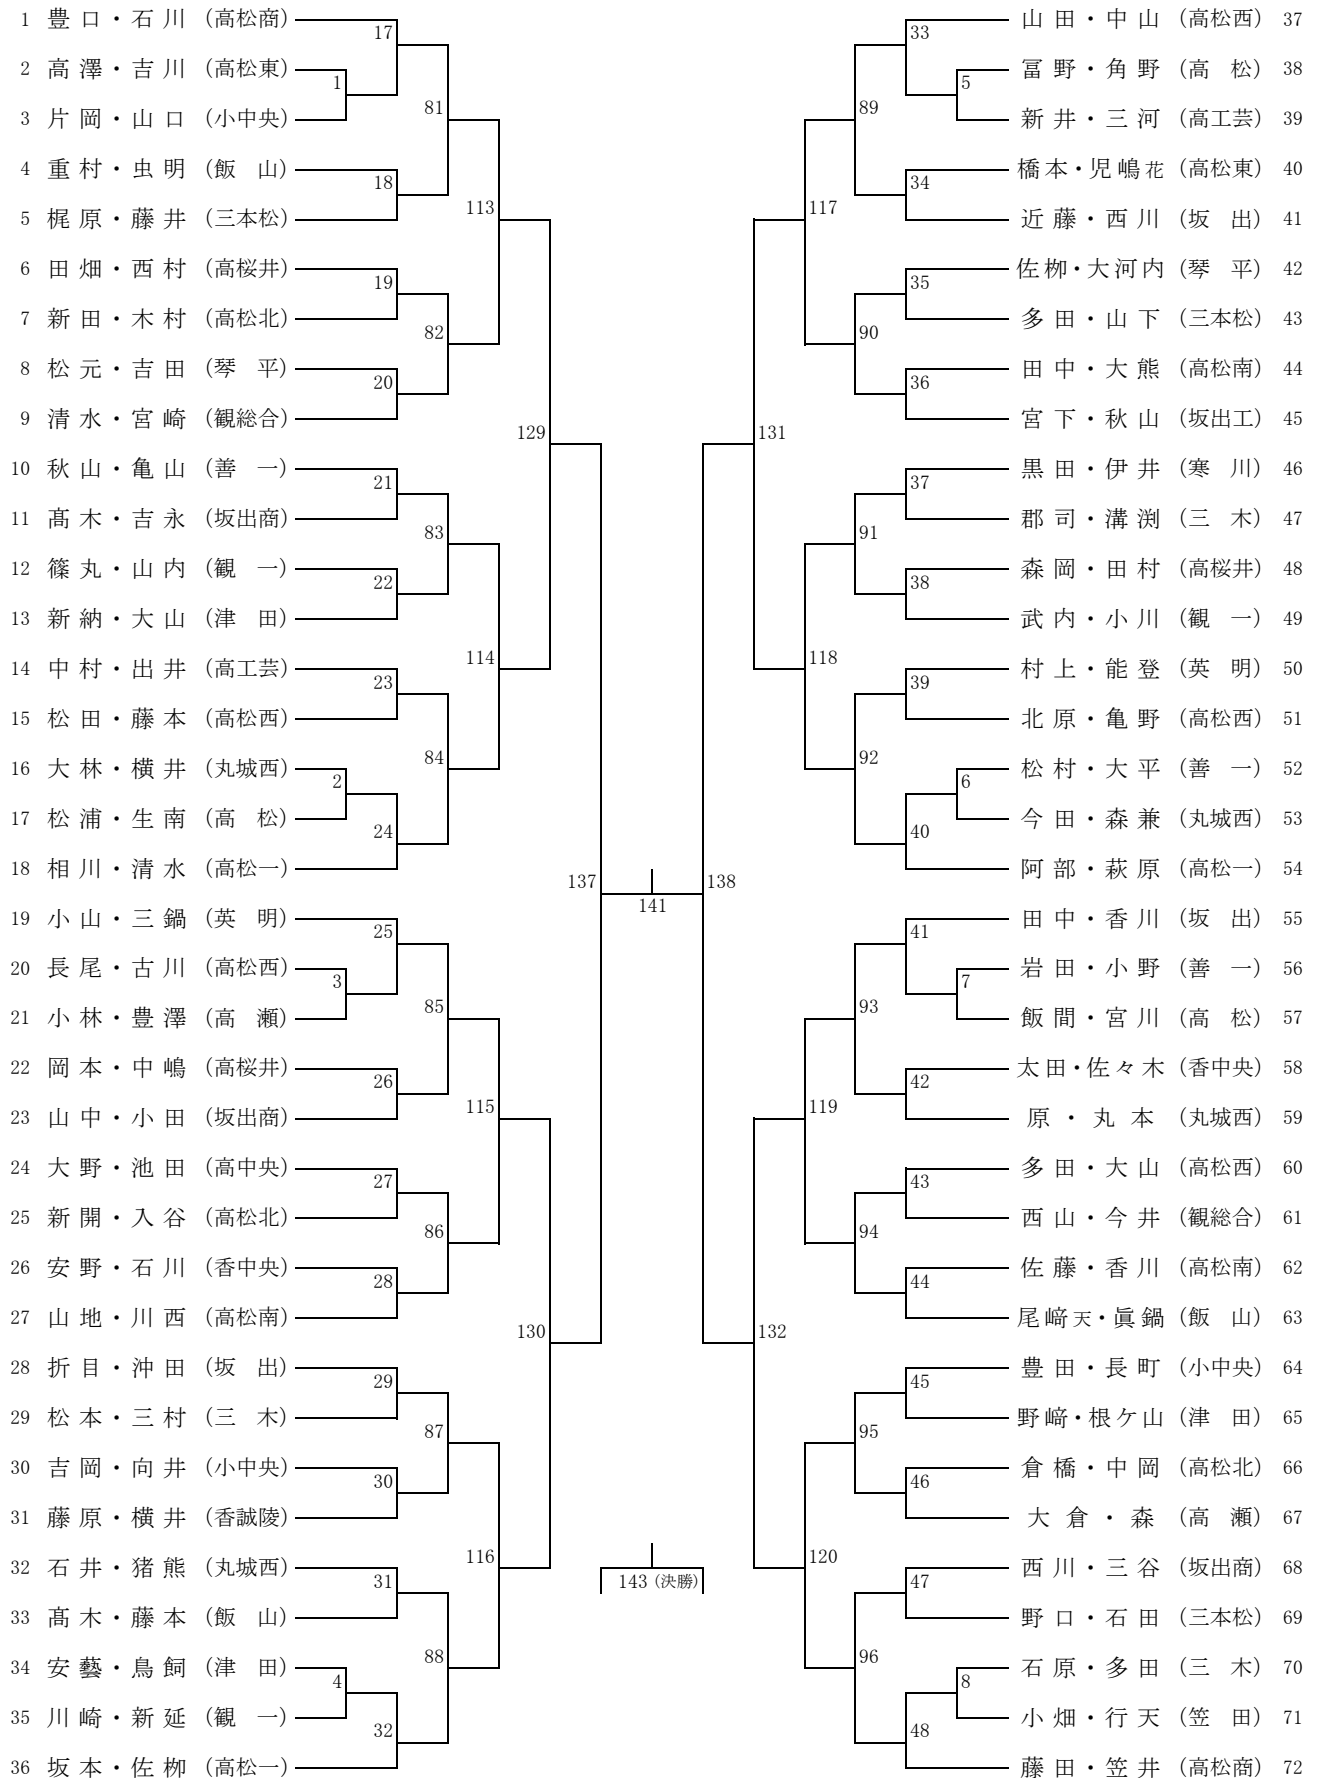 1 豊口・石川 (高松商)
2 高澤・吉川 (高松東)
3 片岡・山口 (小中央)
4 重村・虫明 (飯　山)
5 梶原・藤井 (三本松)
6 田畑・西村 (高桜井)
7 新田・木村 (高松北)
8 松元・吉田 (琴　平)
9 清水・宮崎 (観総合)
10 秋山・亀山 (善　一)
11 髙木・吉永 (坂出商)
12 篠丸・山内 (観　一)
13 新納・大山 (津　田)
14 中村・出井 (高工芸)
15 松田・藤本 (高松西)
16 大林・横井 (丸城西)
17 松浦・生南 (高　松)
18 相川・清水 (高松一)
19 小山・三鍋 (英　明)
20 長尾・古川 (高松西)
21 小林・豊澤 (高　瀬)
22 岡本・中嶋 (高桜井)
23 山中・小田 (坂出商)
24 大野・池田 (高中央)
25 新開・入谷 (高松北)
26 安野・石川 (香中央)
27 山地・川西 (高松南)
28 折目・沖田 (坂　出)
29 松本・三村 (三　木)
30 吉岡・向井 (小中央)
31 藤原・横井 (香誠陵)
32 石井・猪熊 (丸城西)
33 髙木・藤本 (飯　山)
34 安藝・鳥飼 (津　田)
35 川崎・新延 (観　一)
36 坂本・佐栁 (高松一)
1
2
3
4
17
18
19
20
21
22
23
24
25
26
27
28
29
30
31
32
81
82
83
84
85
86
87
88
113
114
115
116
129
130
137
141
138
143 (決勝)
131
132
117
118
119
120
89
90
91
92
93
94
95
96
33
34
35
36
37
38
39
40
41
42
43
44
45
46
47
48
5
6
7
8
山田・中山 (高松西) 37
冨野・角野 (高　松) 38
新井・三河 (高工芸) 39
橋本・児嶋花 (高松東) 40
近藤・西川 (坂　出) 41
佐栁・大河内 (琴　平) 42
多田・山下 (三本松) 43
田中・大熊 (高松南) 44
宮下・秋山 (坂出工) 45
黒田・伊井 (寒　川) 46
郡司・溝渕 (三　木) 47
森岡・田村 (高桜井) 48
武内・小川 (観　一) 49
村上・能登 (英　明) 50
北原・亀野 (高松西) 51
松村・大平 (善　一) 52
今田・森兼 (丸城西) 53
阿部・萩原 (高松一) 54
田中・香川 (坂　出) 55
岩田・小野 (善　一) 56
飯間・宮川 (高　松) 57
太田・佐々木 (香中央) 58
原・丸本 (丸城西) 59
多田・大山 (高松西) 60
西山・今井 (観総合) 61
佐藤・香川 (高松南) 62
尾﨑天・眞鍋 (飯　山) 63
豊田・長町 (小中央) 64
野﨑・根ケ山 (津　田) 65
倉橋・中岡 (高松北) 66
大倉・森 (高　瀬) 67
西川・三谷 (坂出商) 68
野口・石田 (三本松) 69
石原・多田 (三　木) 70
小畑・行天 (笠　田) 71
藤田・笠井 (高松商) 72